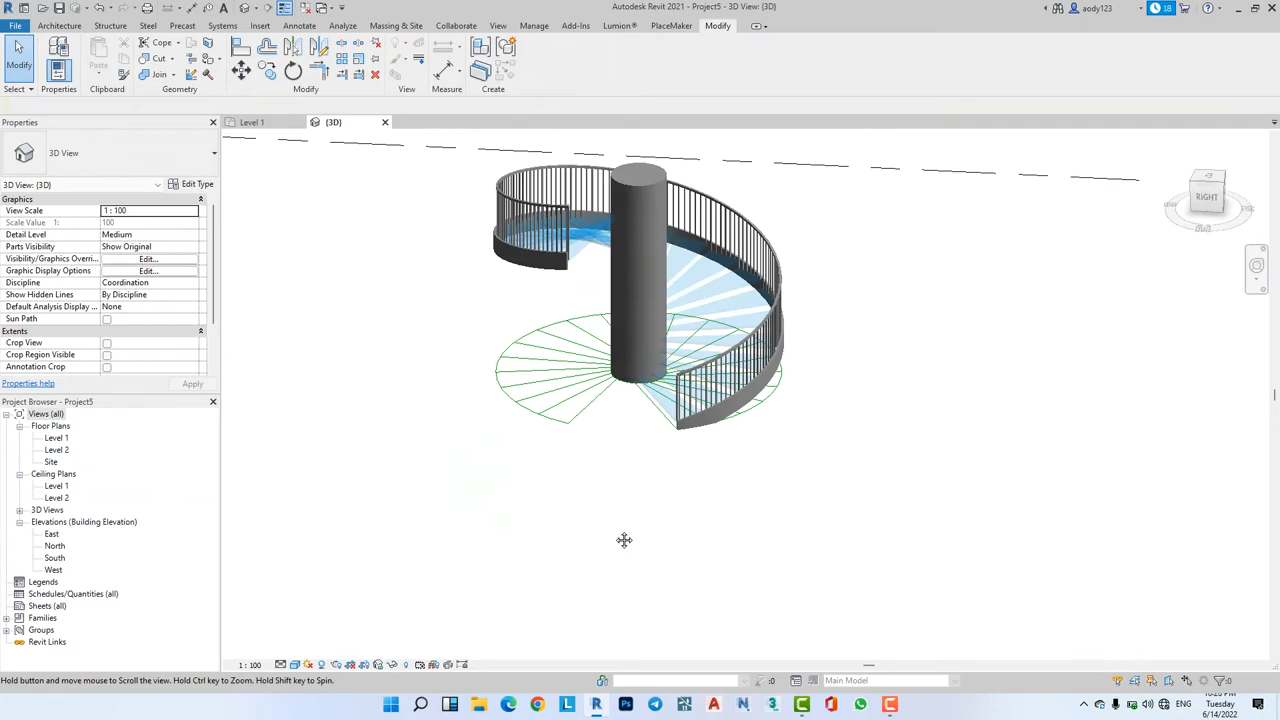 Autodesk Revit 2021 - Project5 - 3D View: {3D}
aody123
18
File Architecture Structure Steel Precast Systems Insert Annotate Analyze Massing & Site Collaborate View Manage Add-Ins Lumion® PlaceMaker Modify
Modify Paste Cope Cut Join
Select Properties Clipboard Geometry Modify View Measure Create
Properties
Level 1
{3D}
3D View
3D View: {3D} Edit Type
Graphics
View Scale 1 : 100
Scale Value 1: 100
Detail Level Medium
Parts Visibility Show Original
Visibility/Graphics Overri... Edit...
Graphic Display Options Edit...
Discipline Coordination
Show Hidden Lines By Discipline
Default Analysis Display ... None
Sun Path
Extents
Crop View
Crop Region Visible
Annotation Crop
Properties help Apply
RIGHT
Project Browser - Project5
Views (all)
Floor Plans
Level 1
Level 2
Site
Ceiling Plans
Level 1
Level 2
3D Views
Elevations (Building Elevation)
East
North
South
West
Legends
Schedules/Quantities (all)
Sheets (all)
Families
Groups
Revit Links
1 : 100
Hold button and move mouse to Scroll the view. Hold Ctrl key to Zoom. Hold Shift key to Spin.
:0
Main Model
:0
ENG
Tuesday
6/14/2022